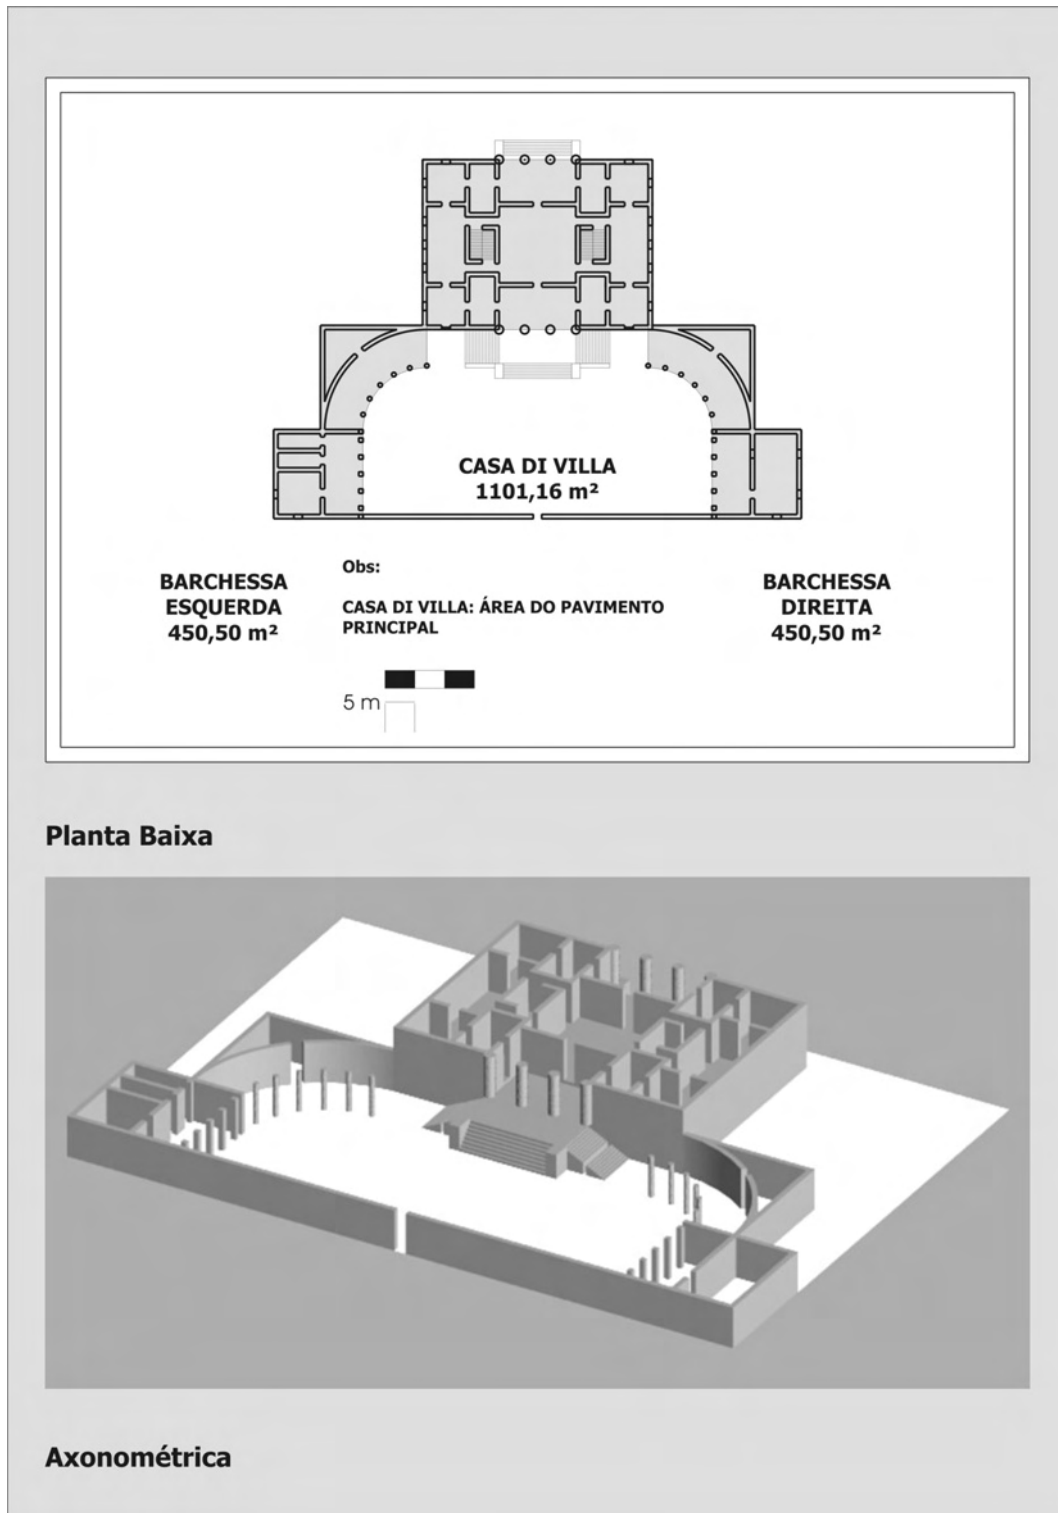 CASA DI VILLA
1101,16 m²
BARCHESSA
ESQUERDA
450,50 m²
Obs:
CASA DI VILLA: ÁREA DO PAVIMENTO
PRINCIPAL
BARCHESSA
DIREITA
450,50 m²
5 m
Planta Baixa
Axonométrica